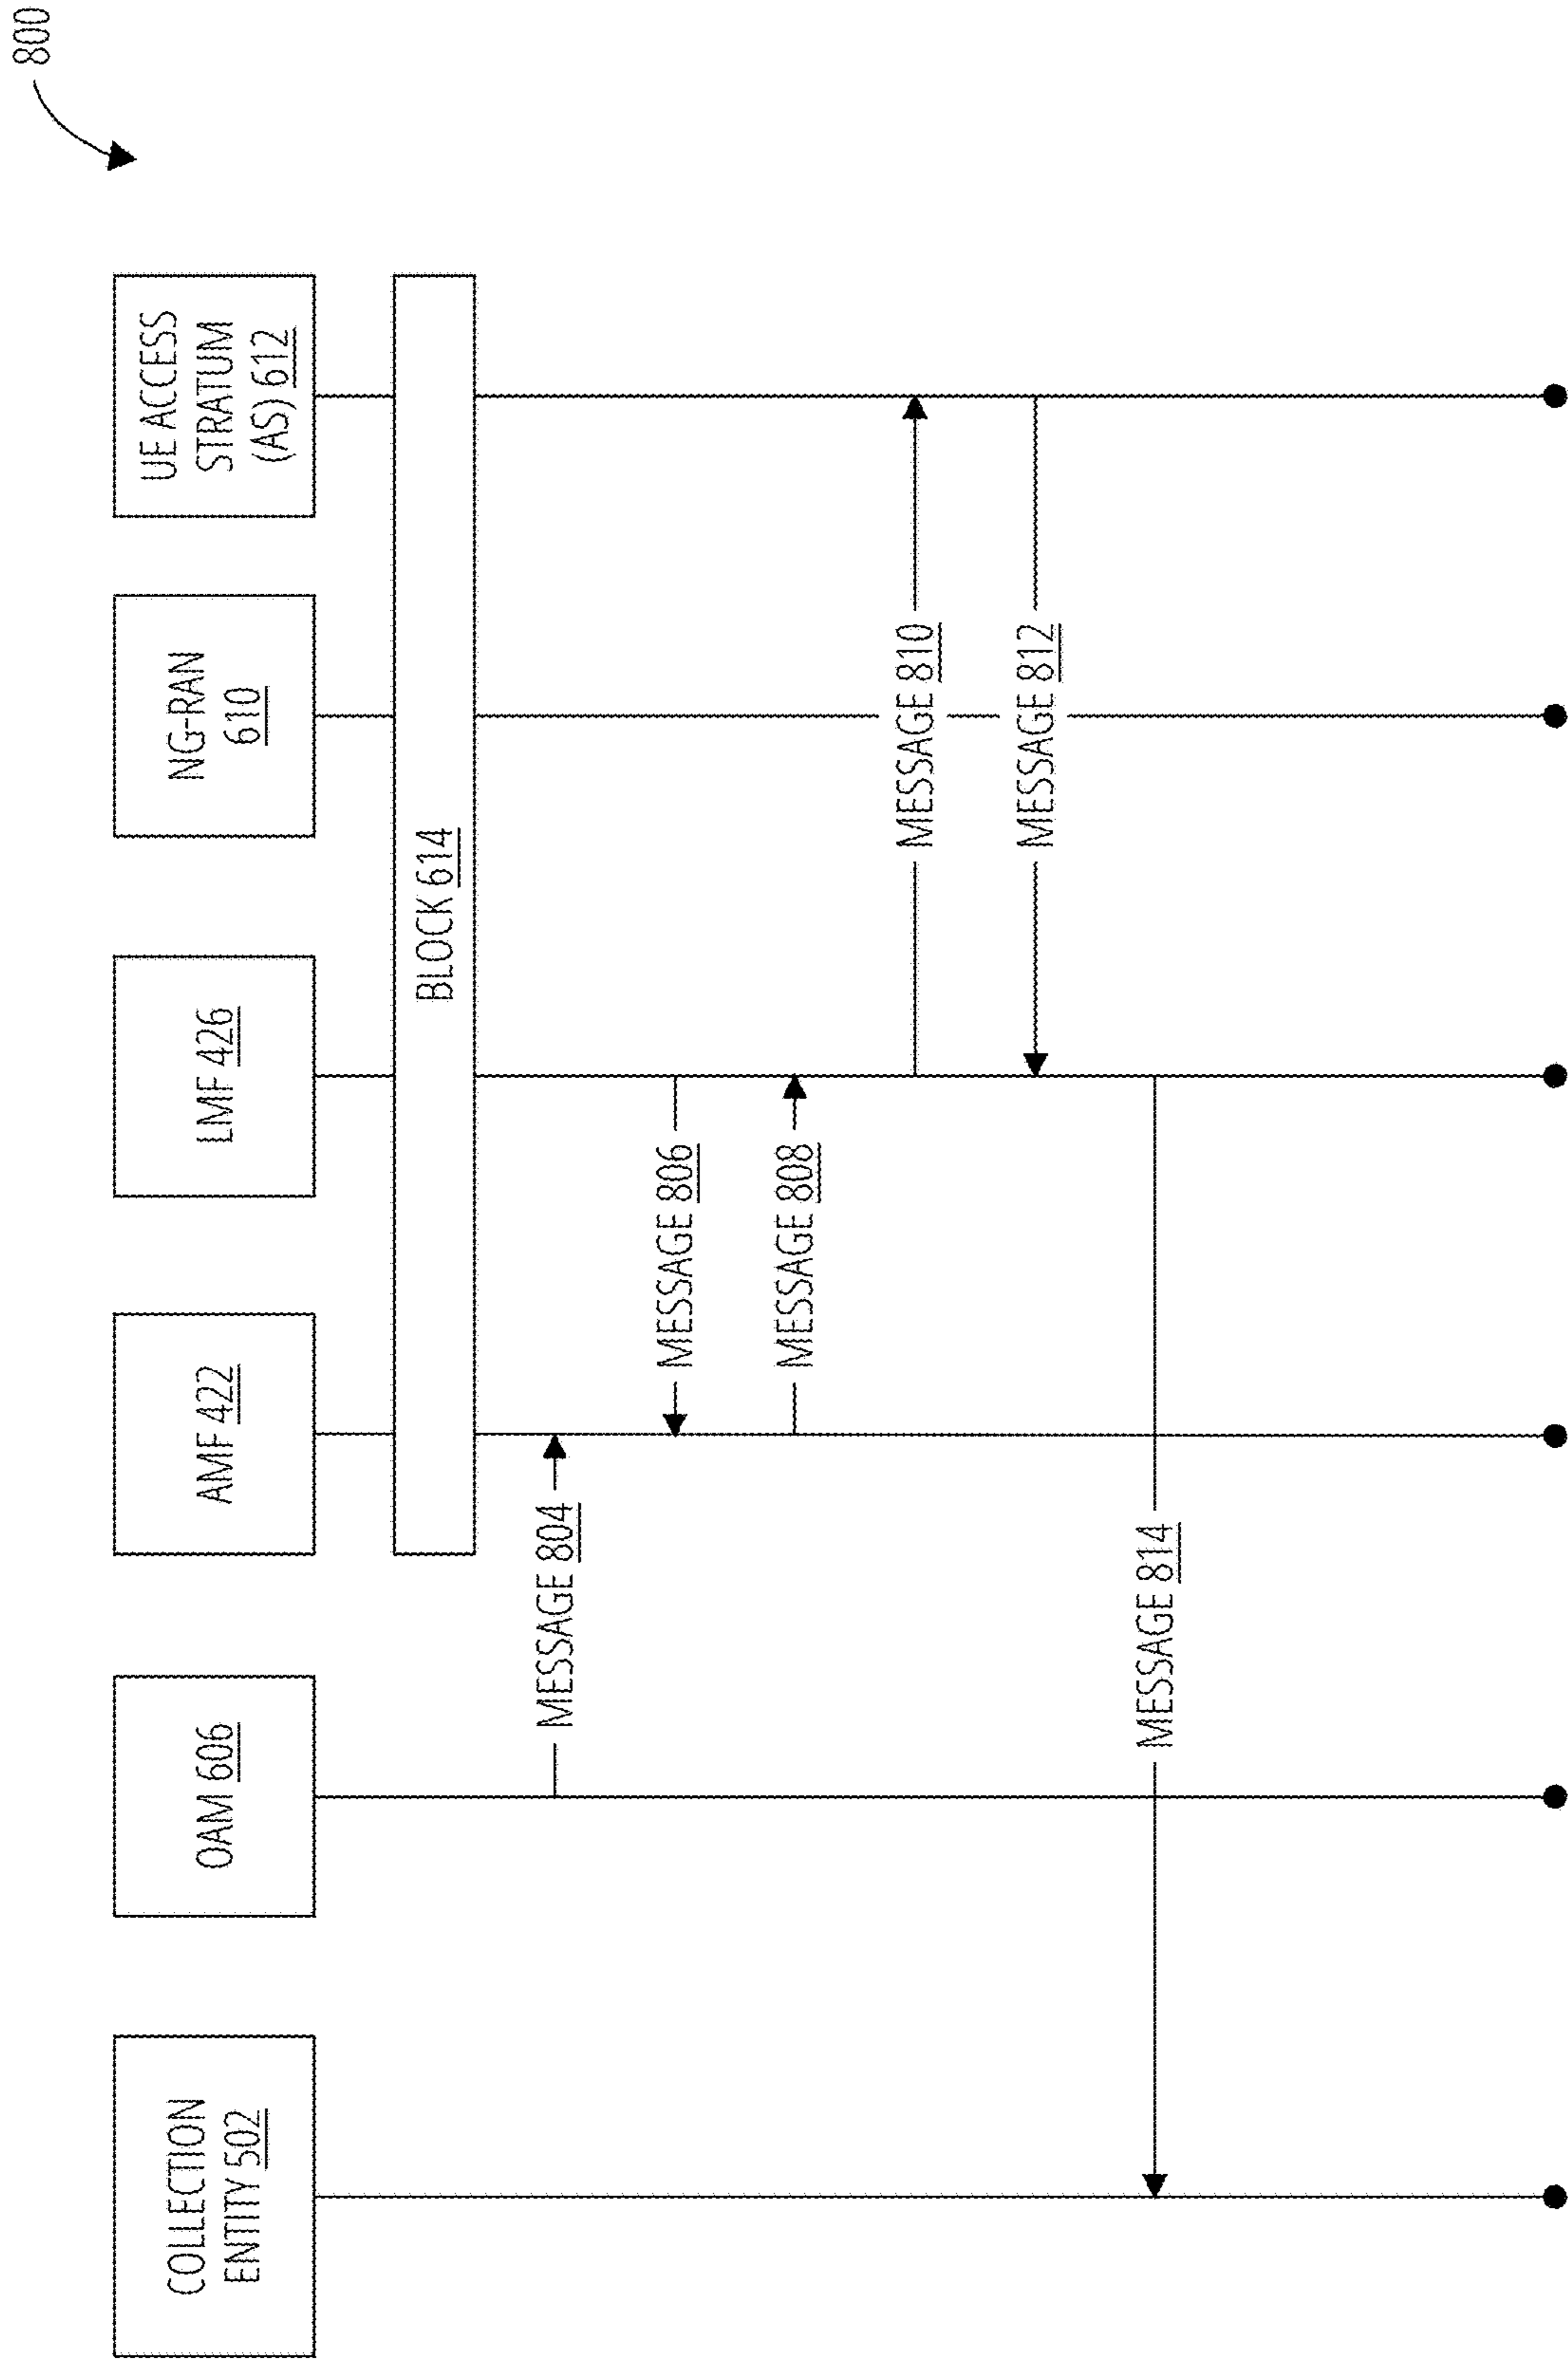 800
COLLECTION
ENTITY 502
OAM 606
AMF 422
LMF 426
NG-RAN
610
UE ACCESS
STRATUM
(AS) 612
BLOCK 614
MESSAGE 804
MESSAGE 806
MESSAGE 808
MESSAGE 810
MESSAGE 812
MESSAGE 814